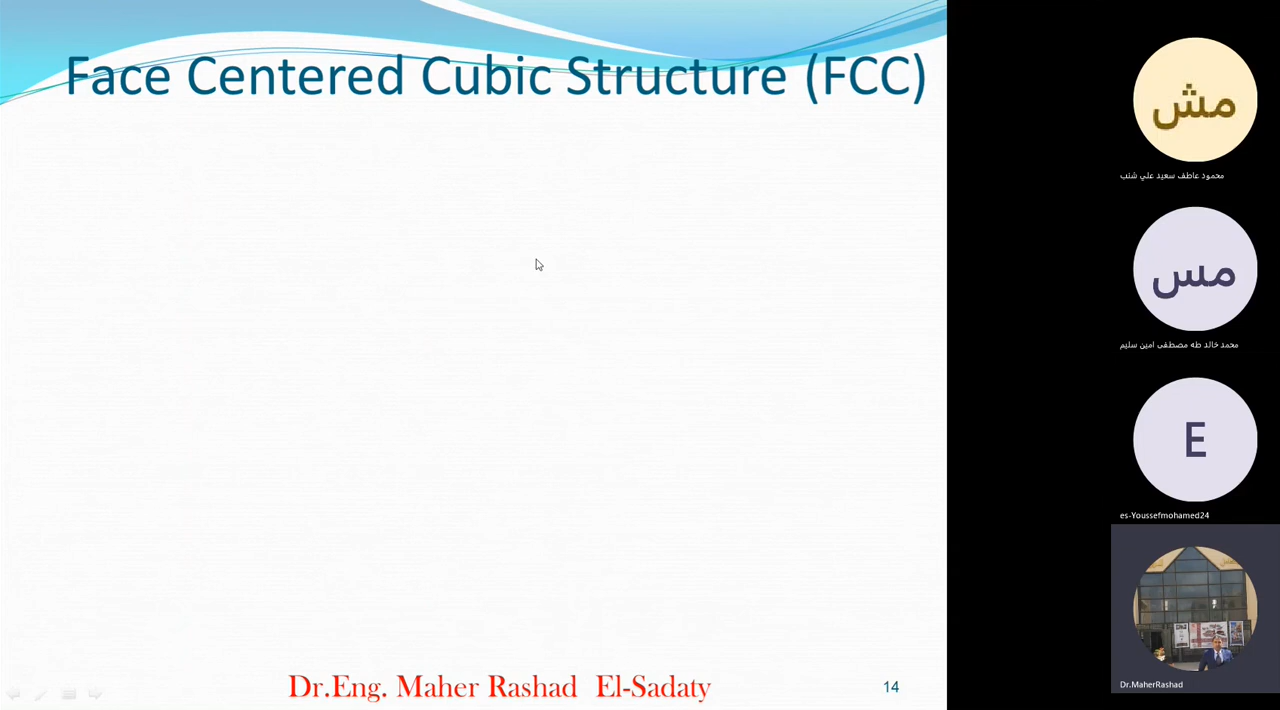 Face Centered Cubic Structure (FCC)
مش
محمود عاطف سعيد علي شنب
مس
محمد خالد طه مصطفى امين سليم
E
es-Youssefmohamed24
Dr.MaherRashad
Dr.Eng. Maher Rashad El-Sadaty
14